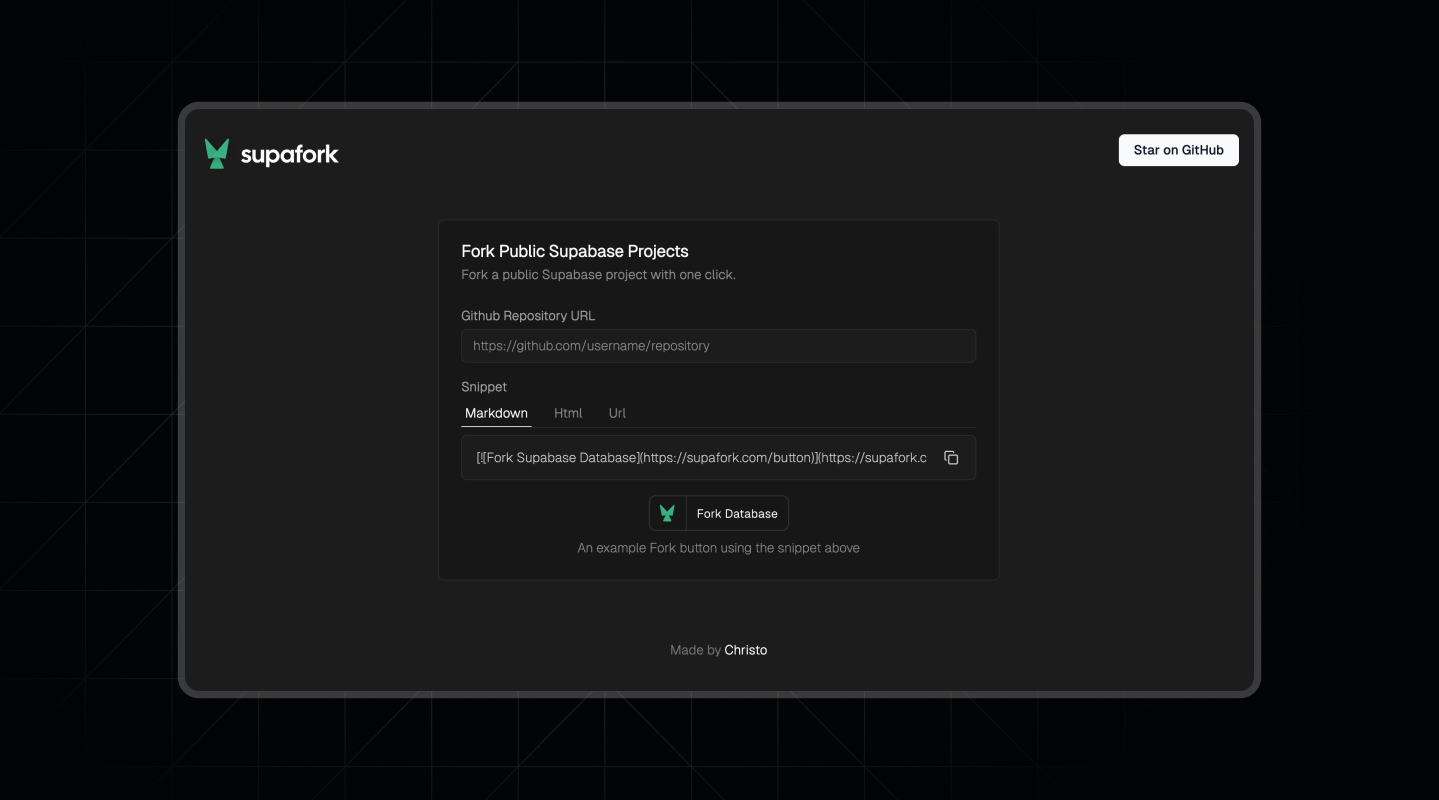 supafork
Star on GitHub
Fork Public Supabase Projects
Fork a public Supabase project with one click.
Github Repository URL
https://github.com/username/repository
Snippet
Markdown Html Url
[![Fork Supabase Database](https://supafork.com/button)](https://supafork.c
Fork Database
An example Fork button using the snippet above
Made by Christo